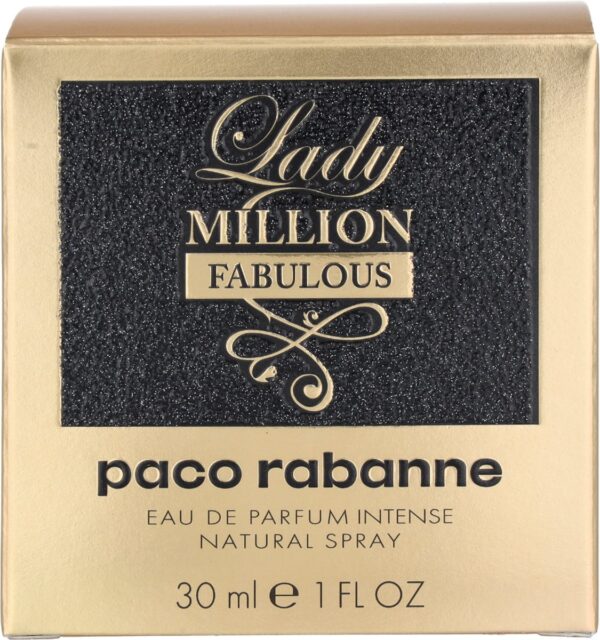 Lady
MILLION
FABULOUS
paco rabanne
EAU DE PARFUM INTENSE
NATURAL SPRAY
30 ml ℮ 1 FL OZ